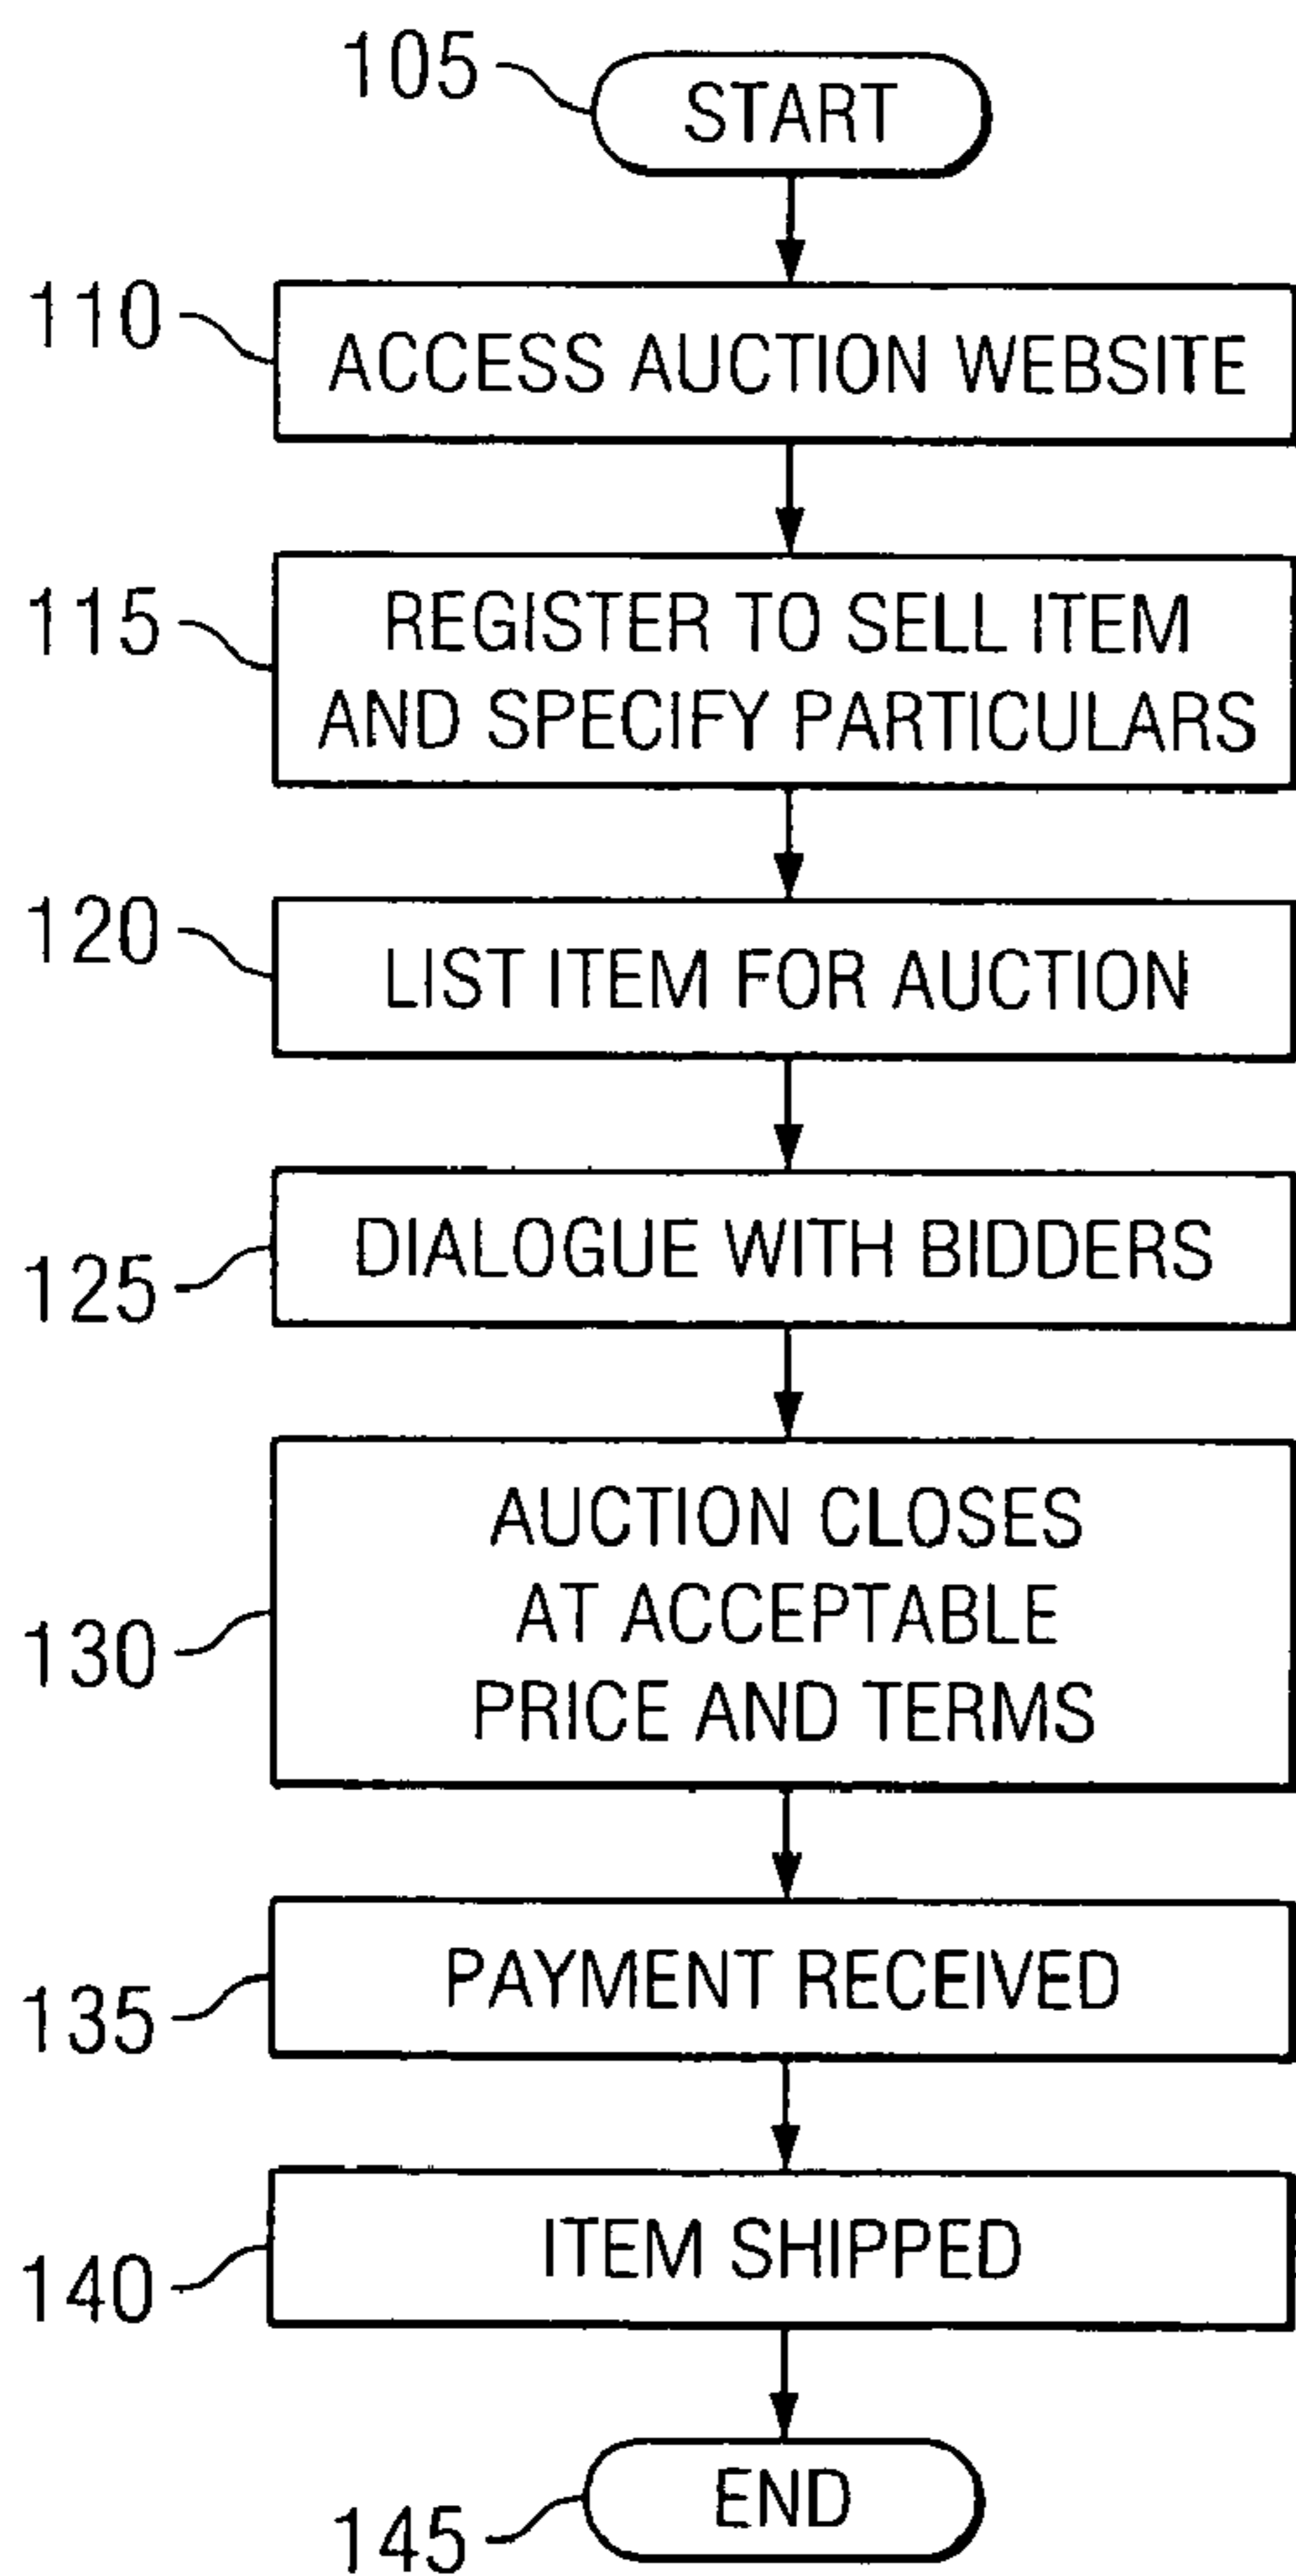 105
START
110
ACCESS AUCTION WEBSITE
115
REGISTER TO SELL ITEM
AND SPECIFY PARTICULARS
120
LIST ITEM FOR AUCTION
125
DIALOGUE WITH BIDDERS
130
AUCTION CLOSES
AT ACCEPTABLE
PRICE AND TERMS
135
PAYMENT RECEIVED
140
ITEM SHIPPED
145
END